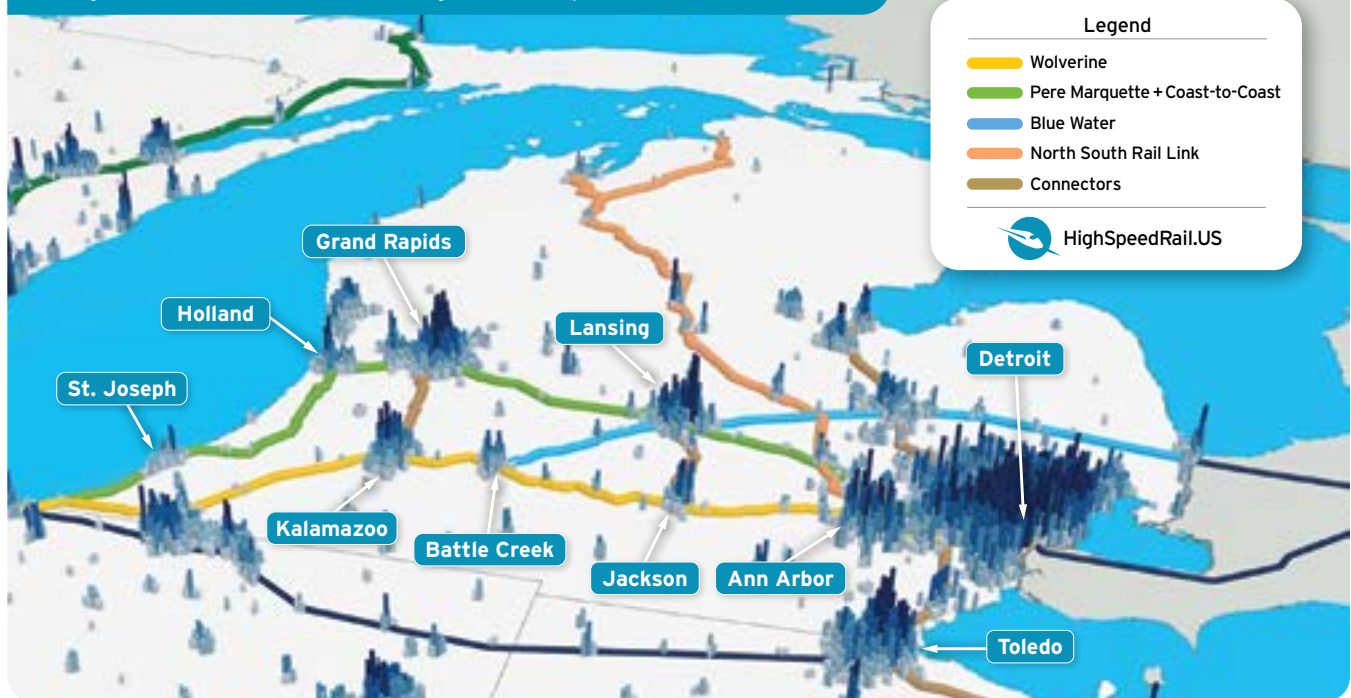 Legend
Wolverine
Pere Marquette + Coast-to-Coast
Blue Water
North South Rail Link
Connectors
HighSpeedRail.US
Grand Rapids
Holland
Lansing
Detroit
St. Joseph
Kalamazoo
Battle Creek
Jackson
Ann Arbor
Toledo